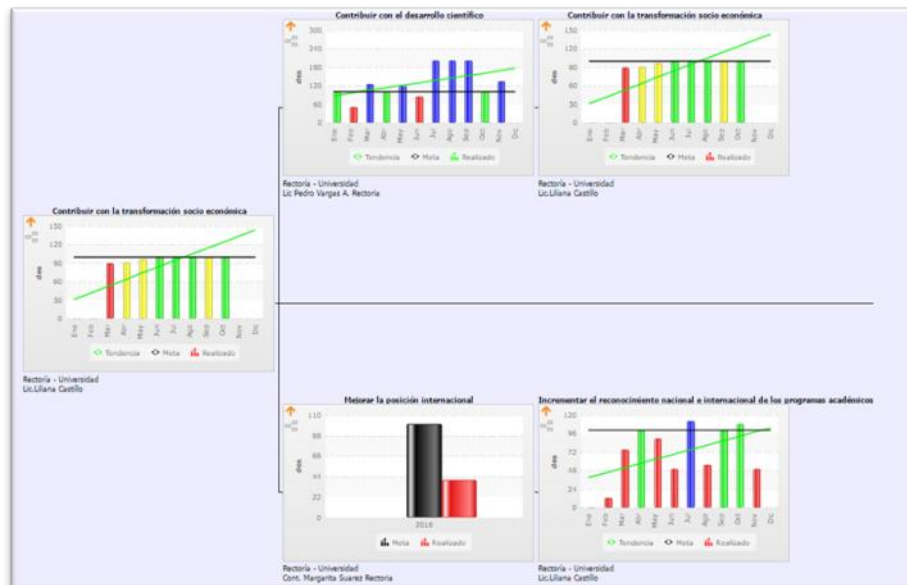 Contribuir con el desarrollo científico
300
240
180
120
60
0
des
Ene Feb Mar Abr May Jun Jul Ago Sep Oct Nov Dic
Tendencia Meta Realizado
Rectoría - Universidad
Lic Pedro Vargas A. Rectoria
Contribuir con la transformación socio económica
150
120
90
60
30
0
des
Ene Feb Mar Abr May Jun Jul Ago Sep Oct Nov Dic
Tendencia Meta Realizado
Rectoría - Universidad
Lic.Liliana Castillo
Contribuir con la transformación socio económica
150
120
90
60
30
0
des
Ene Feb Mar Abr May Jun Jul Ago Sep Oct Nov Dic
Tendencia Meta Realizado
Rectoría - Universidad
Lic.Liliana Castillo
Mejorar la posición internacional
110
88
66
44
22
0
des
2018
Meta Realizado
Rectoría - Universidad
Cont. Margarita Suarez Rectoria
Incrementar el reconocimiento nacional e internacional de los programas académicos
120
96
72
48
24
0
des
Ene Feb Mar Abr May Jun Jul Ago Sep Oct Nov Dic
Tendencia Meta Realizado
Rectoría - Universidad
Lic.Liliana Castillo